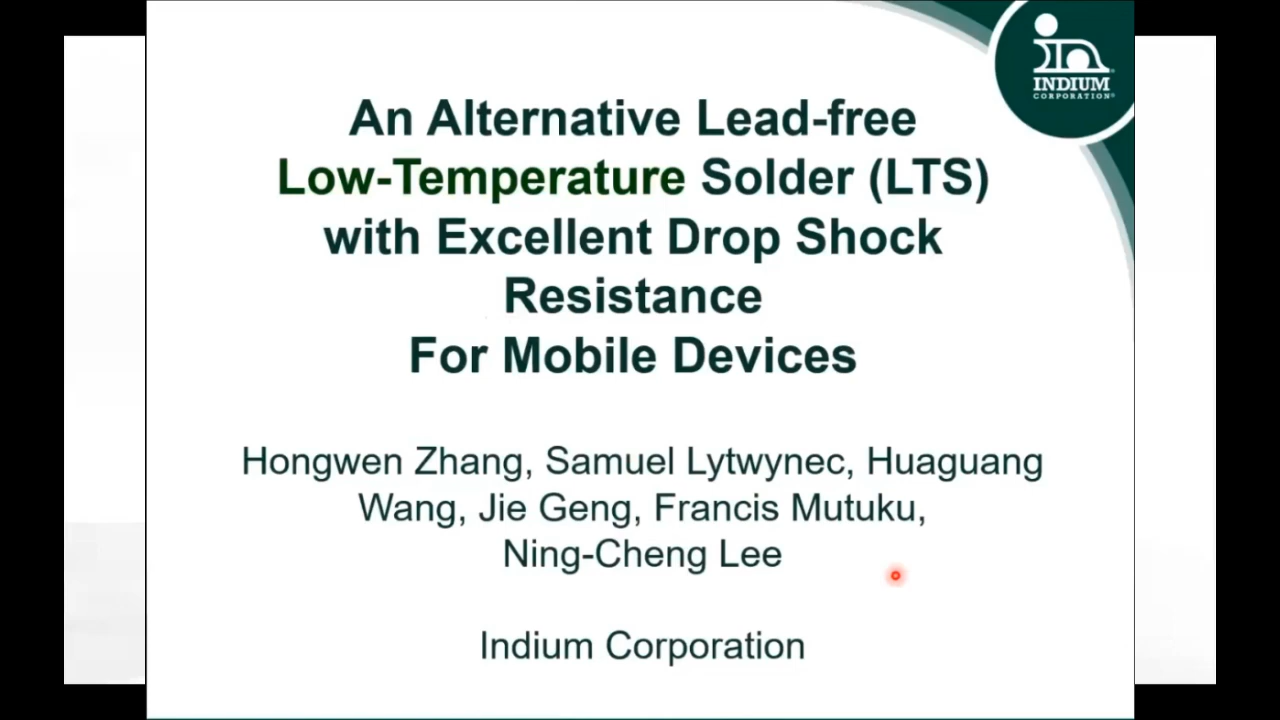 INDIUM
CORPORATION®
An Alternative Lead-free
Low-Temperature Solder (LTS)
with Excellent Drop Shock
Resistance
For Mobile Devices
Hongwen Zhang, Samuel Lytwynec, Huaguang
Wang, Jie Geng, Francis Mutuku,
Ning-Cheng Lee
Indium Corporation